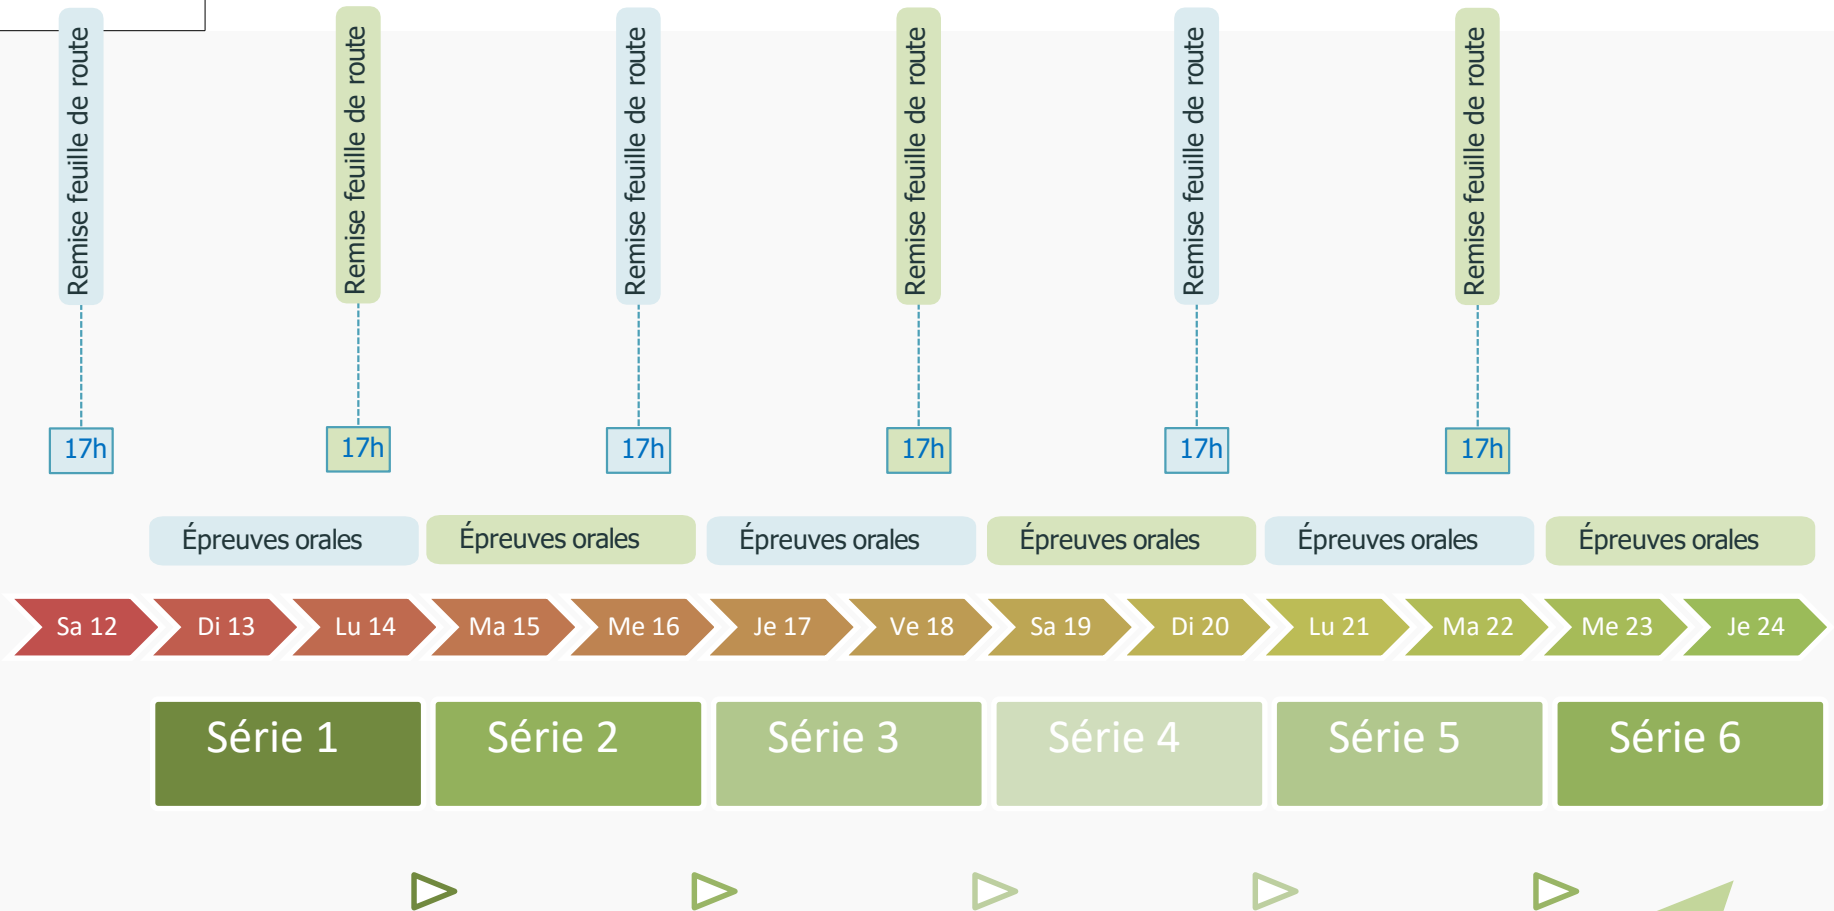 Remise feuille de route
Remise feuille de route
Remise feuille de route
Remise feuille de route
Remise feuille de route
Remise feuille de route
17h
17h
17h
17h
17h
17h
Épreuves orales
Épreuves orales
Épreuves orales
Épreuves orales
Épreuves orales
Épreuves orales
Sa 12
Di 13
Lu 14
Ma 15
Me 16
Je 17
Ve 18
Sa 19
Di 20
Lu 21
Ma 22
Me 23
Je 24
Série 1
Série 2
Série 3
Série 4
Série 5
Série 6